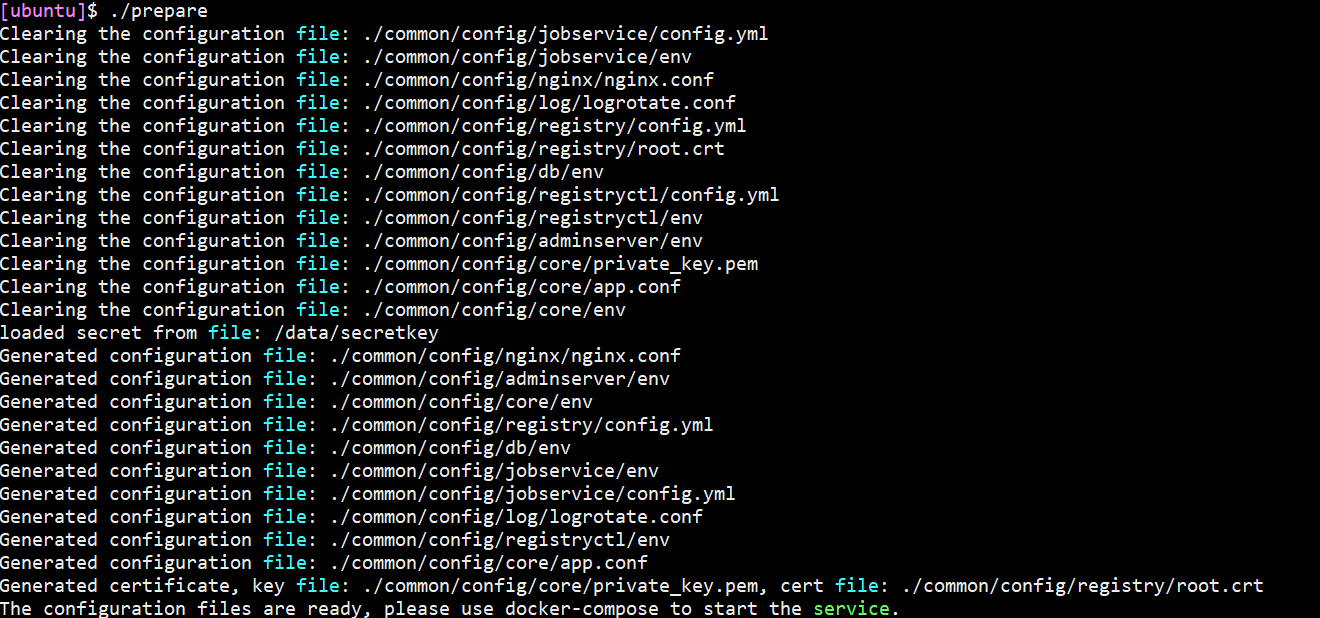 [ubuntu]$ ./prepare
Clearing the configuration file: ./common/config/jobservice/config.yml
Clearing the configuration file: ./common/config/jobservice/env
Clearing the configuration file: ./common/config/nginx/nginx.conf
Clearing the configuration file: ./common/config/log/logrotate.conf
Clearing the configuration file: ./common/config/registry/config.yml
Clearing the configuration file: ./common/config/registry/root.crt
Clearing the configuration file: ./common/config/db/env
Clearing the configuration file: ./common/config/registryctl/config.yml
Clearing the configuration file: ./common/config/registryctl/env
Clearing the configuration file: ./common/config/adminserver/env
Clearing the configuration file: ./common/config/core/private_key.pem
Clearing the configuration file: ./common/config/core/app.conf
Clearing the configuration file: ./common/config/core/env
loaded secret from file: /data/secretkey
Generated configuration file: ./common/config/nginx/nginx.conf
Generated configuration file: ./common/config/adminserver/env
Generated configuration file: ./common/config/core/env
Generated configuration file: ./common/config/registry/config.yml
Generated configuration file: ./common/config/db/env
Generated configuration file: ./common/config/jobservice/env
Generated configuration file: ./common/config/jobservice/config.yml
Generated configuration file: ./common/config/log/logrotate.conf
Generated configuration file: ./common/config/registryctl/env
Generated configuration file: ./common/config/core/app.conf
Generated certificate, key file: ./common/config/core/private_key.pem, cert file: ./common/config/registry/root.crt
The configuration files are ready, please use docker-compose to start the service.